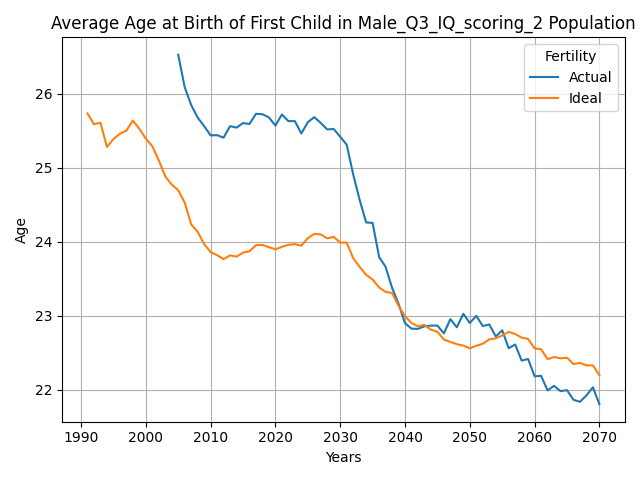 Average Age at Birth of First Child in Male_Q3_IQ_scoring_2 Population
Fertility
Actual
Ideal
Age
26
25
24
23
22
1990
2000
2010
2020
2030
2040
2050
2060
2070
Years